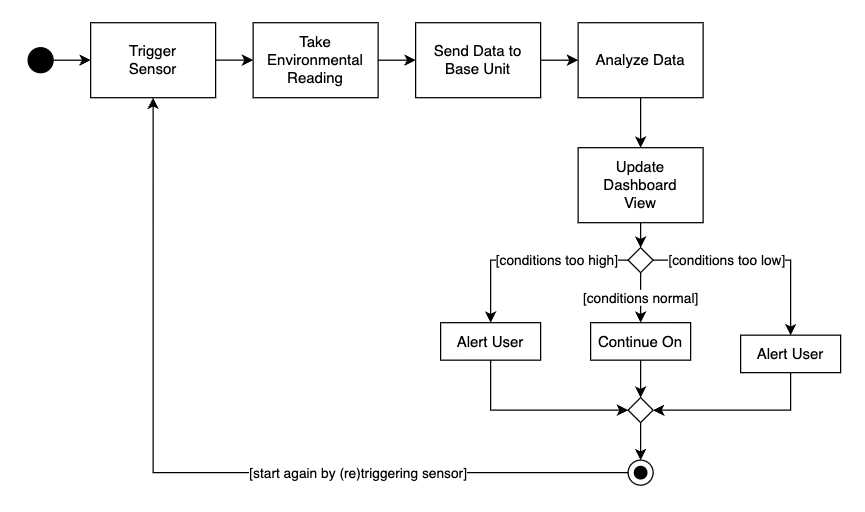 Trigger
Sensor
Take
Environmental
Reading
Send Data to
Base Unit
Analyze Data
Update
Dashboard
View
[conditions too high]
[conditions too low]
[conditions normal]
Alert User
Continue On
Alert User
[start again by (re)triggering sensor]